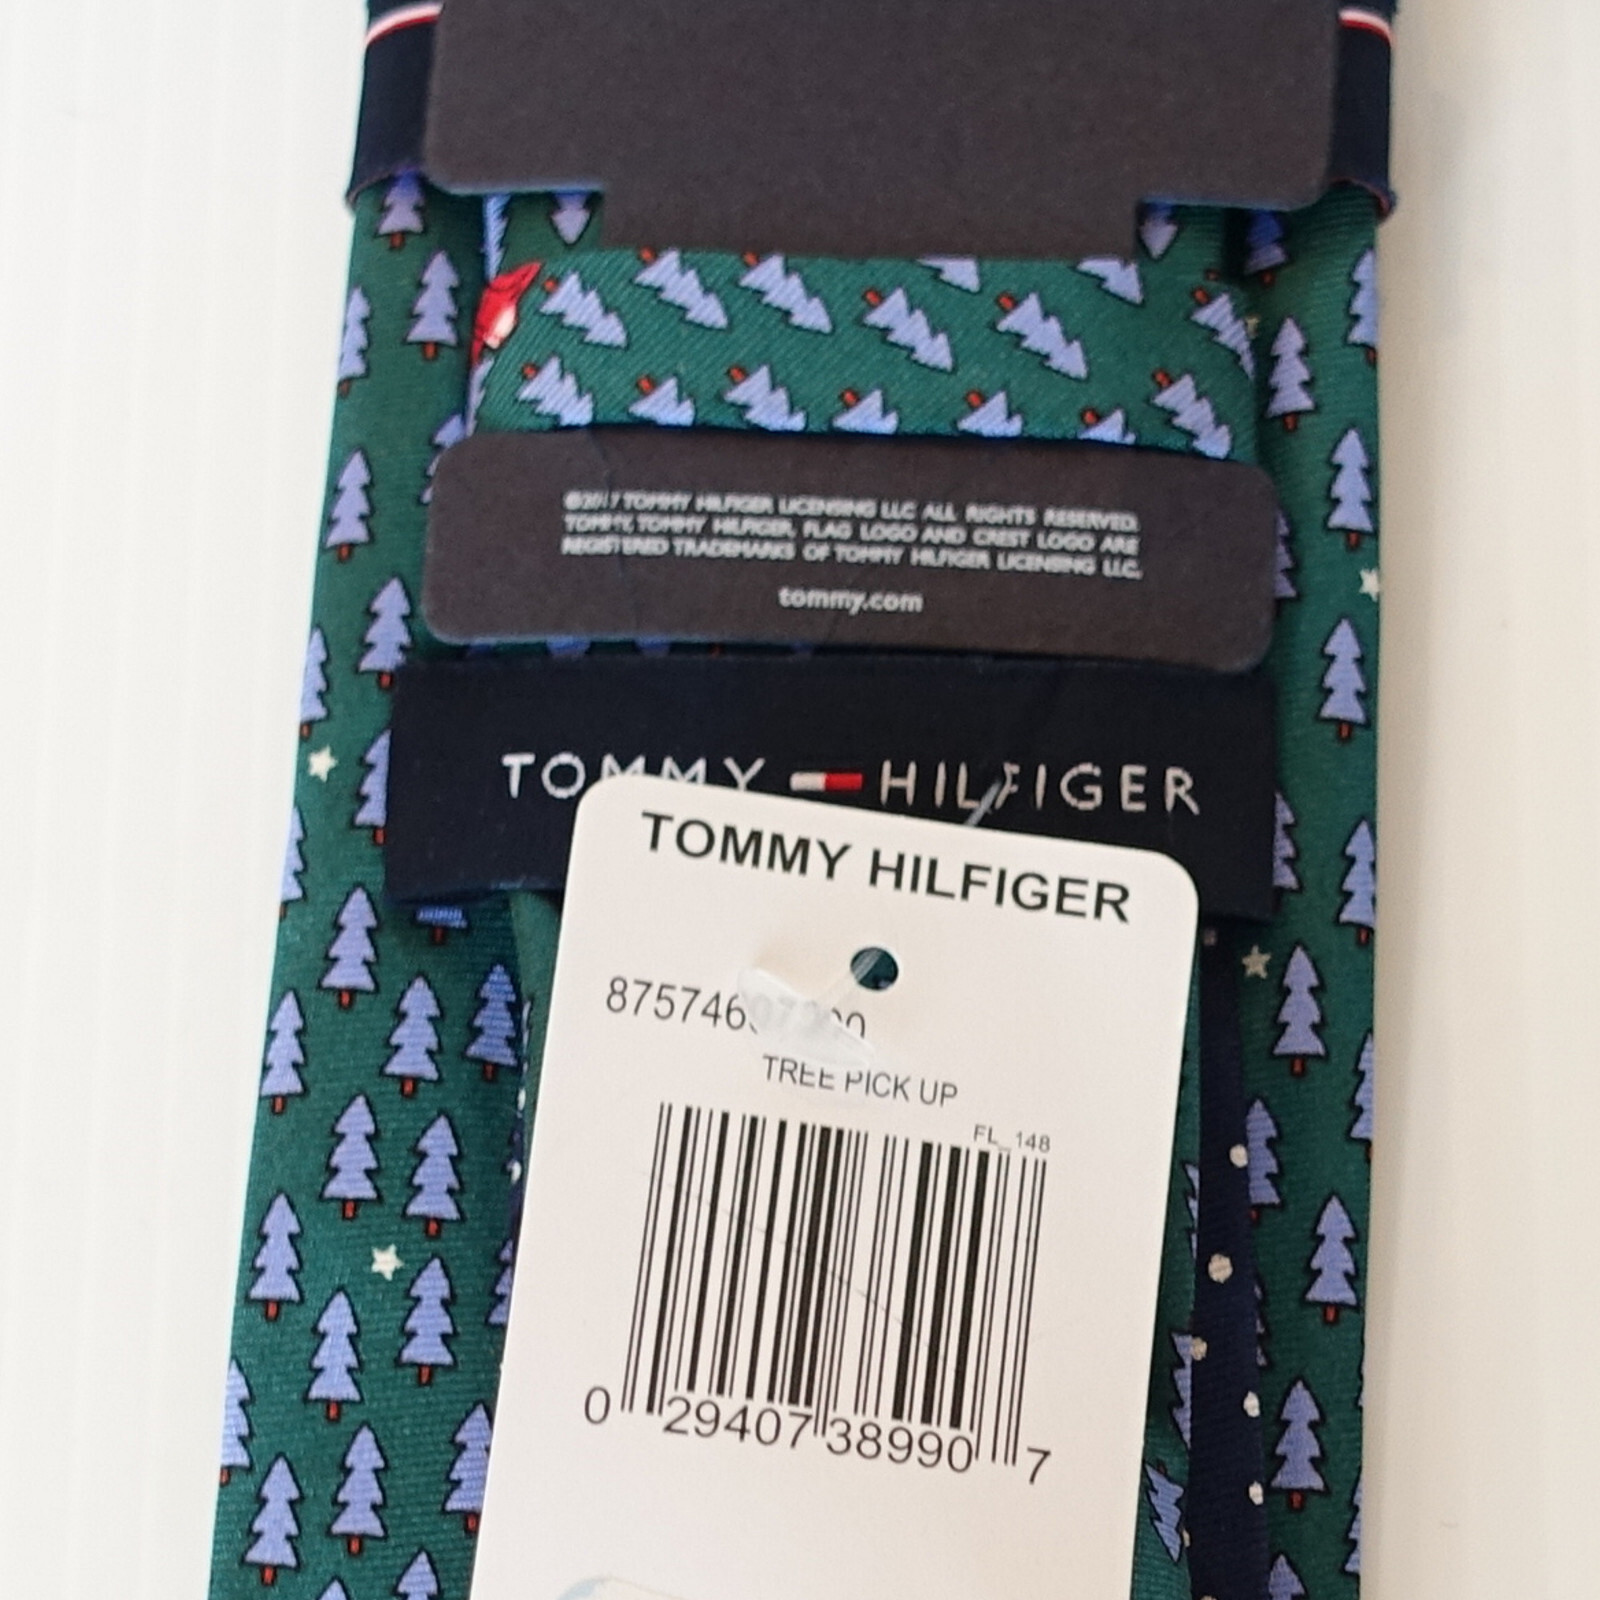 ©2017 TOMMY HILFIGER LICENSING LLC ALL RIGHTS RESERVED.
TOMMY, TOMMY HILFIGER, FLAG LOGO AND CREST LOGO ARE
REGISTERED TRADEMARKS OF TOMMY HILFIGER LICENSING LLC.
tommy.com
TOMMY HILFIGER
TOMMY HILFIGER
TREE PICK UP
FL_148
0 29407 38990 7